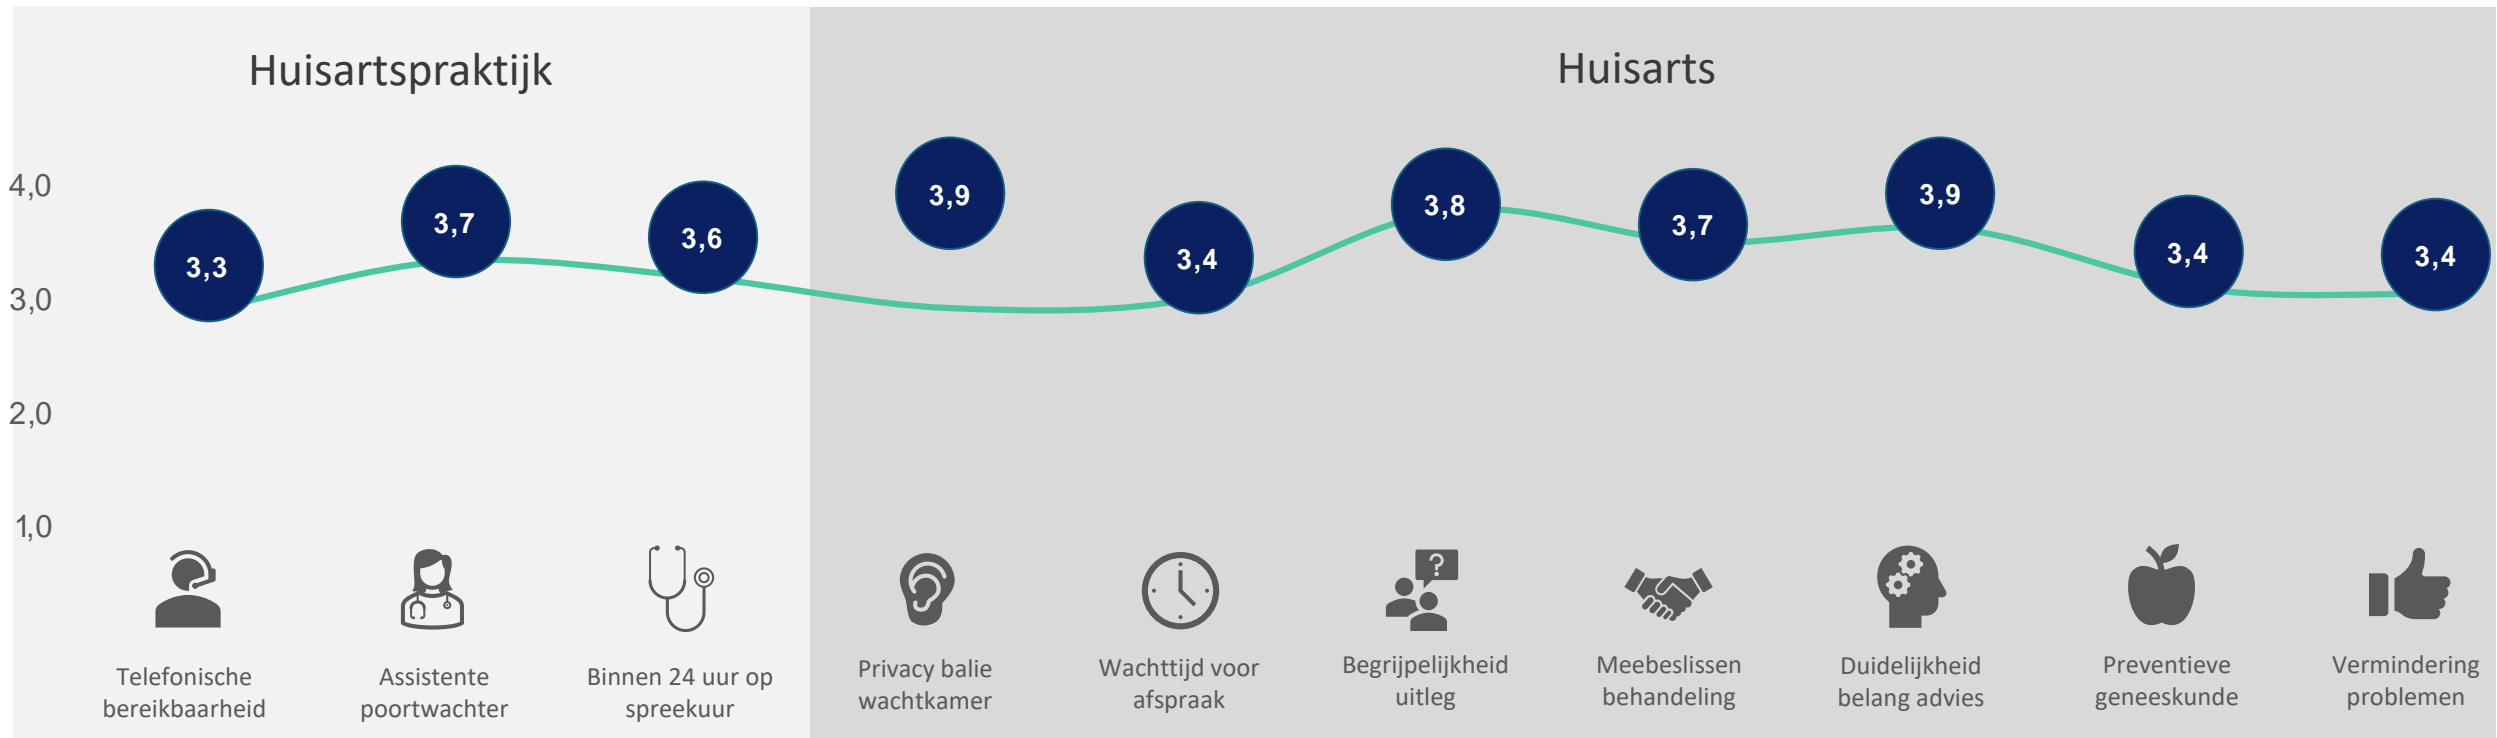 Huisartspraktijk
Huisarts
4,0
3,0
2,0
1,0
3,3
3,7
3,6
3,9
3,4
3,8
3,7
3,9
3,4
3,4
?
Telefonische
bereikbaarheid
Assistente
poortwachter
Binnen 24 uur op
spreekuur
Privacy balie
wachtkamer
Wachttijd voor
afspraak
Begrijpelijkheid
uitleg
Meebeslissen
behandeling
Duidelijkheid
belang advies
Preventieve
geneeskunde
Vermindering
problemen